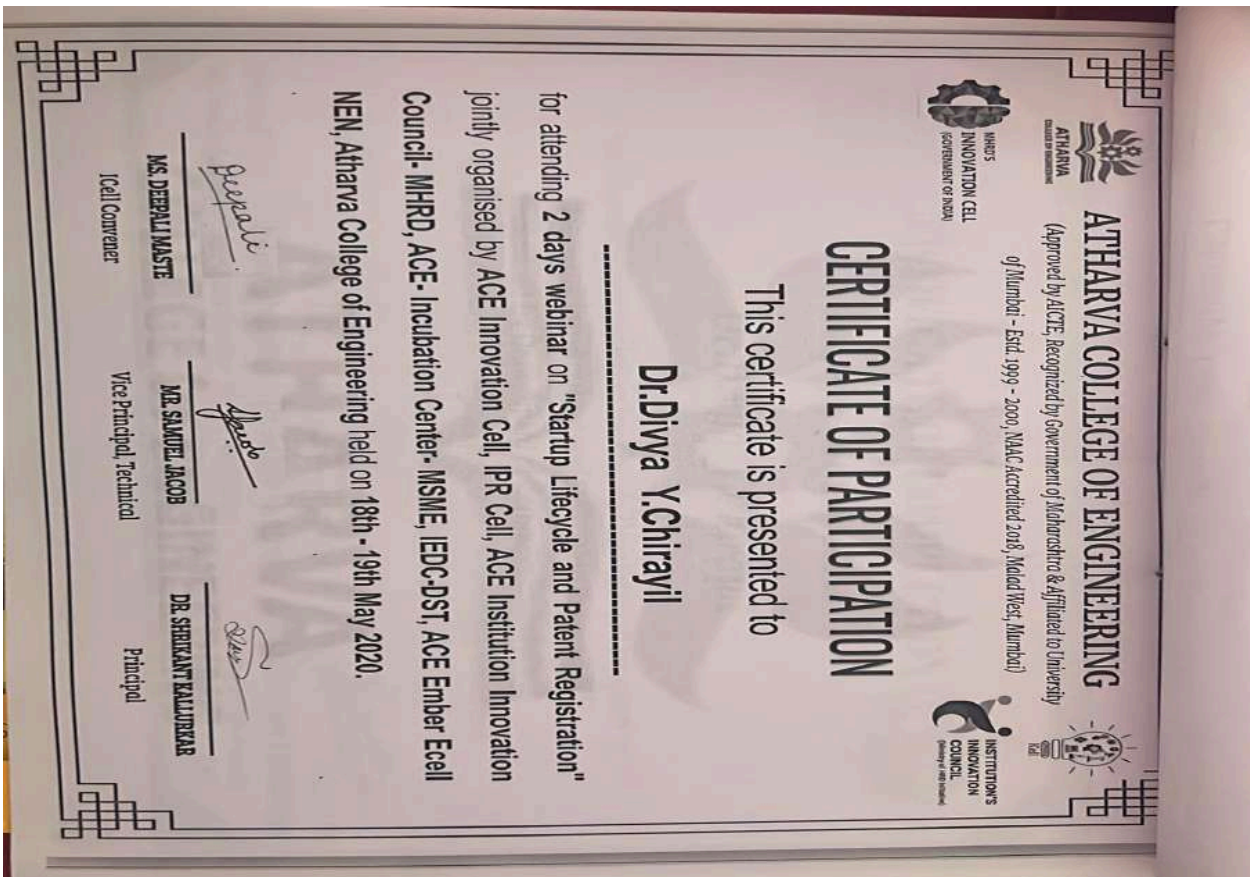 ATHARVA
COLLEGE OF ENGINEERING
ATHARVA COLLEGE OF ENGINEERING
(Approved by AICTE, Recognized by Government of Maharashtra & Affiliated to University
of Mumbai - Estd. 1999 - 2000, NAAC Accredited 2018, Malad West, Mumbai)
MHRD'S
INNOVATION CELL
(GOVERNMENT OF INDIA)
INSTITUTION'S
INNOVATION
COUNCIL
CERTIFICATE OF PARTICIPATION
This certificate is presented to
Dr.Divya Y.Chirayil
for attending 2 days webinar on "Startup Lifecycle and Patent Registration"
jointly organised by ACE Innovation Cell, IPR Cell, ACE Institution Innovation
Council- MHRD, ACE- Incubation Center- MSME, IEDC-DST, ACE Ember Ecell
NEN, Atharva College of Engineering held on 18th - 19th May 2020.
Deepali
MS. DEEPALI MASTE
ICell Convener
MR SAMUEL JACOB
Vice Principal, Technical
DR. SHRIKANT KALLURKAR
Principal